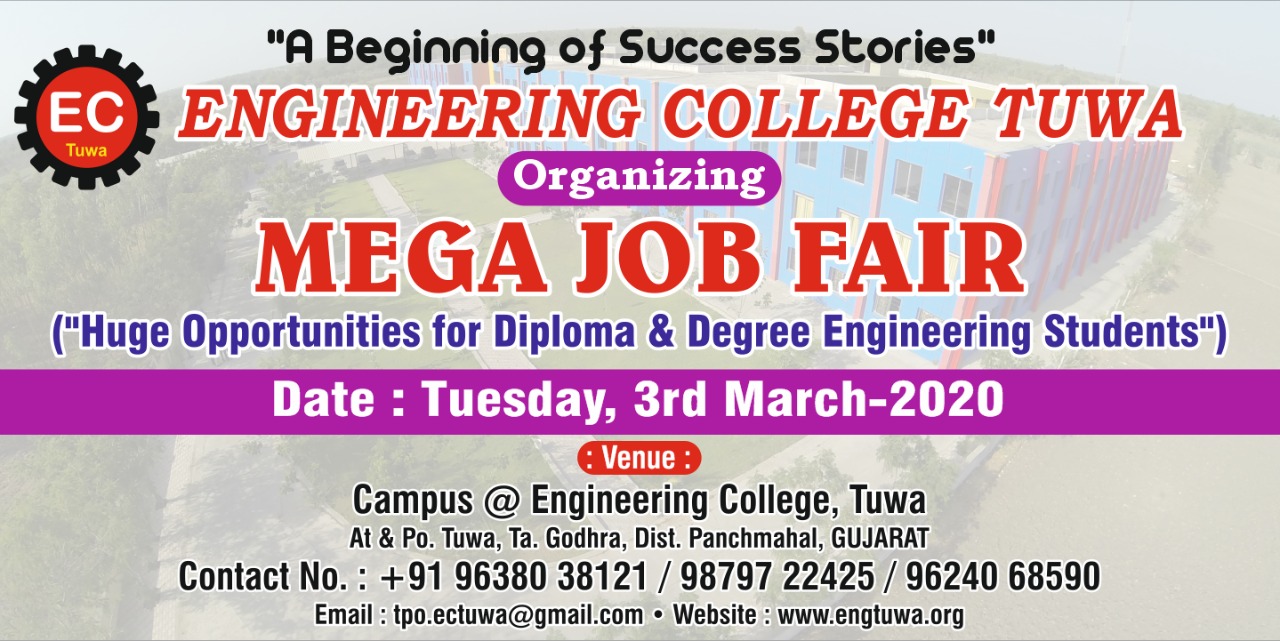 "A Beginning of Success Stories"
EC
Tuwa
ENGINEERING COLLEGE TUWA
Organizing
MEGA JOB FAIR
("Huge Opportunities for Diploma & Degree Engineering Students")
Date : Tuesday, 3rd March-2020
: Venue :
Campus @ Engineering College, Tuwa
At & Po. Tuwa, Ta. Godhra, Dist. Panchmahal, GUJARAT
Contact No. : +91 96380 38121 / 98797 22425 / 96240 68590
Email : tpo.ectuwa@gmail.com • Website : www.engtuwa.org